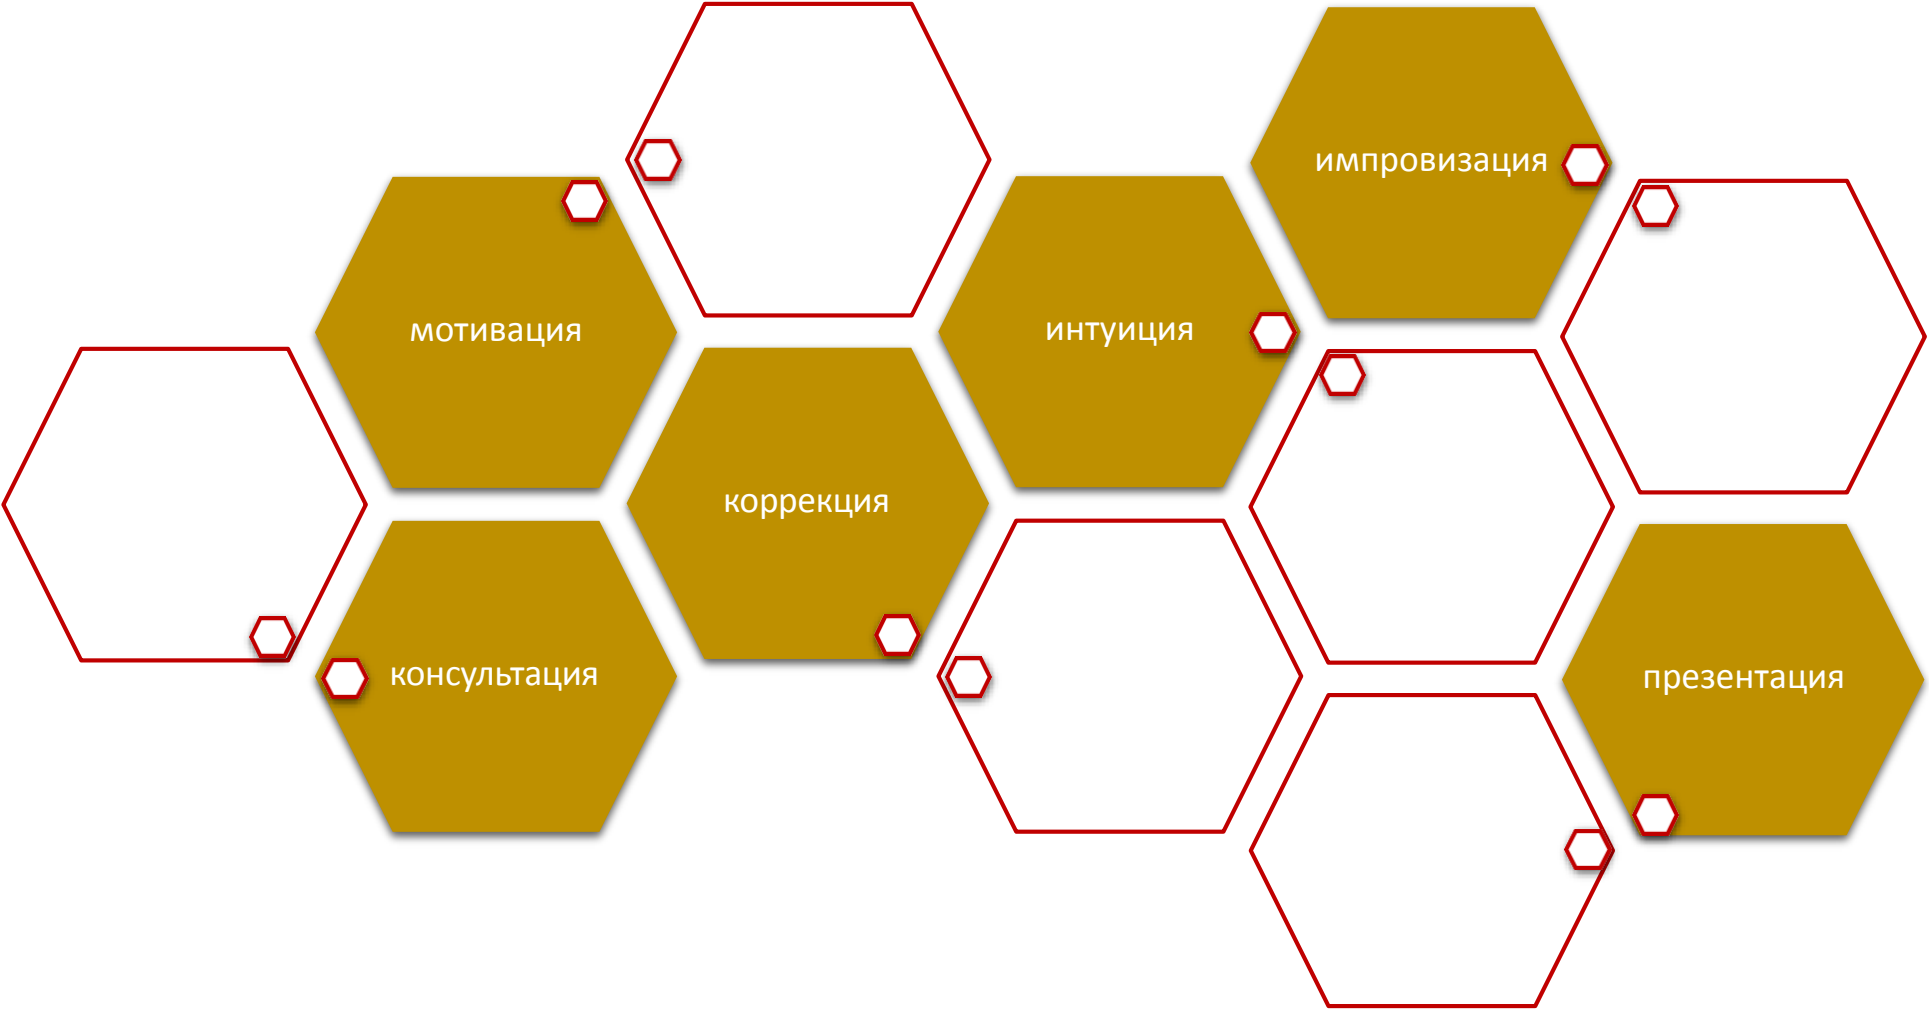 импровизация
мотивация
интуиция
коррекция
консультация
презентация